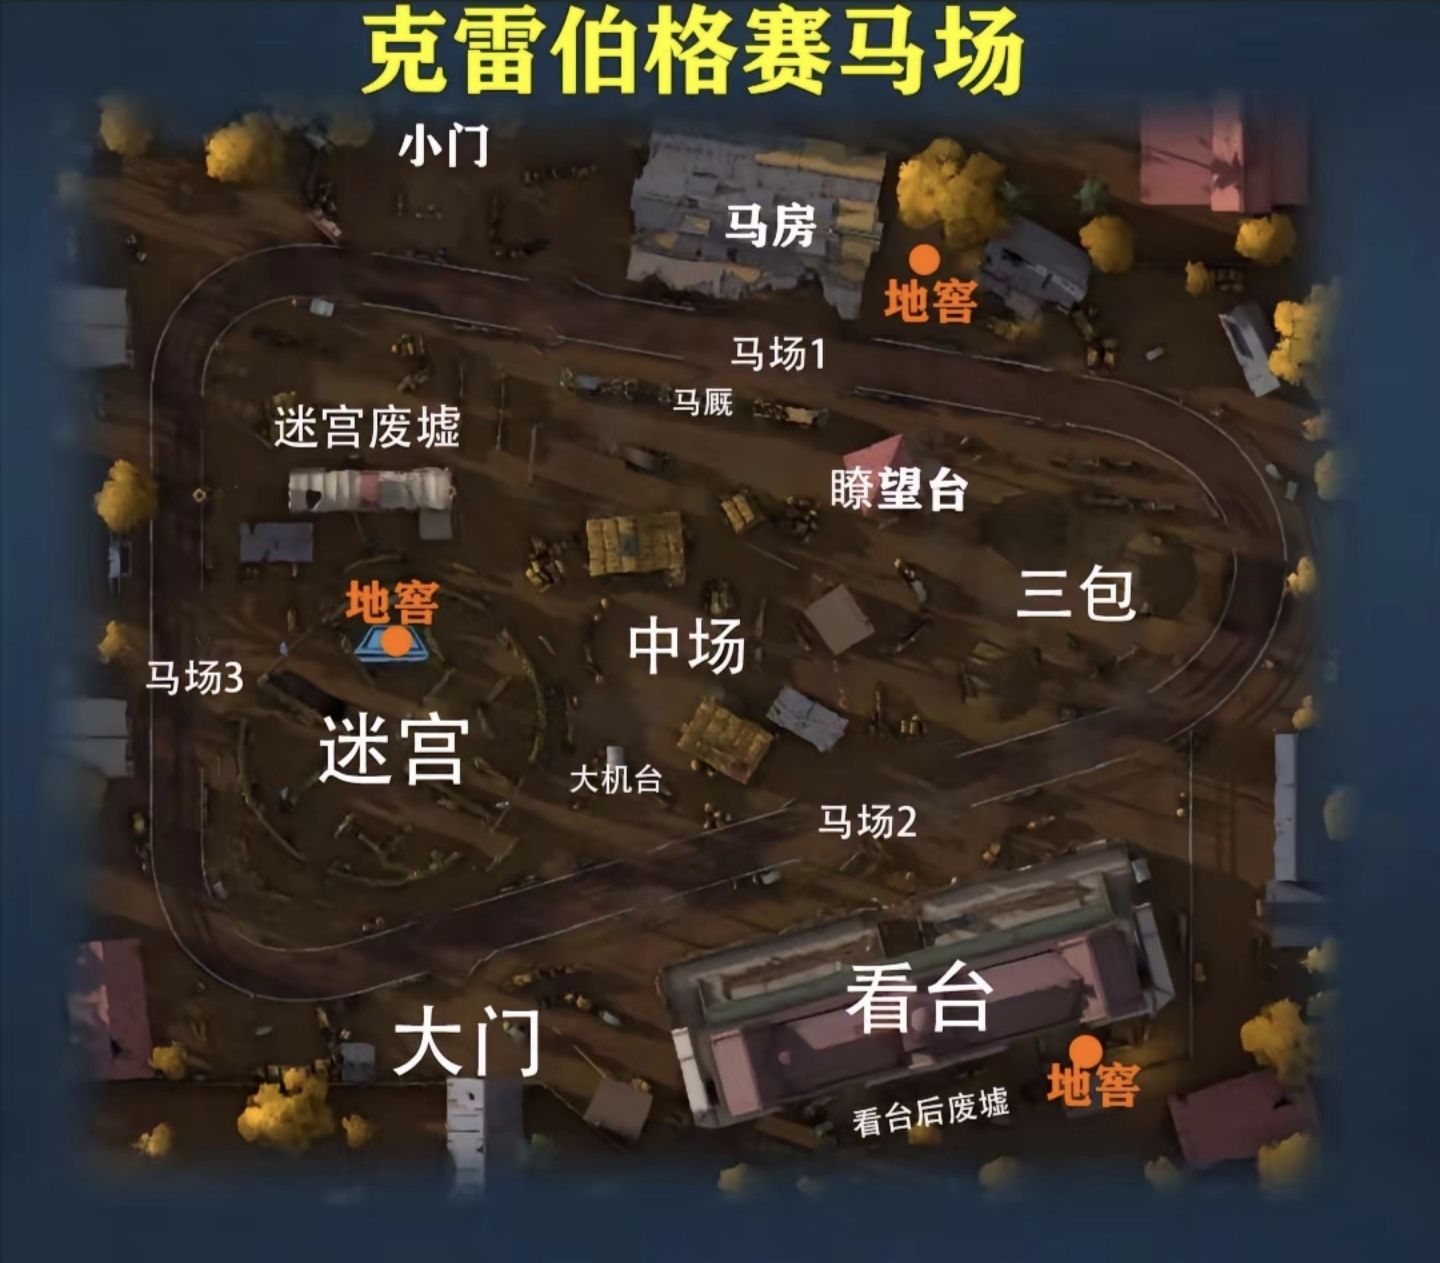 克雷伯格赛马场
小门
马房
地窖
马场1
马厩
迷宫废墟
瞭望台
地窖
三包
中场
马场3
迷宫
大机台
马场2
看台
大门
地窖
看台后废墟